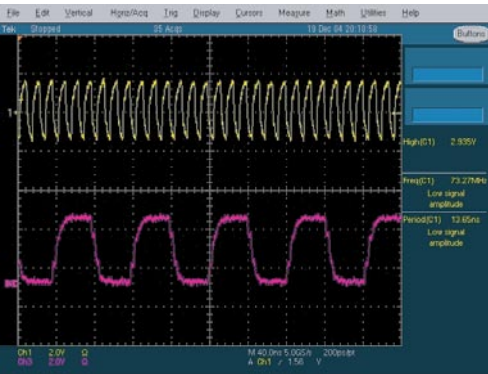 File Edit Vertical Horiz/Acq Trig Display Cursors Measure Math Utilities Help
Tek Stopped 35 Acqs 19 Dec 04 20:10:58 Buttons
High(C1) 2.935V
Freq(C1) 73.27MHz
Low signal
amplitude
Period(C1) 13.65ns
Low signal
amplitude
Ch1 2.0V Ω M 40.0ns 5.0GS/s 200ps/pt
Ch3 2.0V Ω A Ch1 / 1.56 V